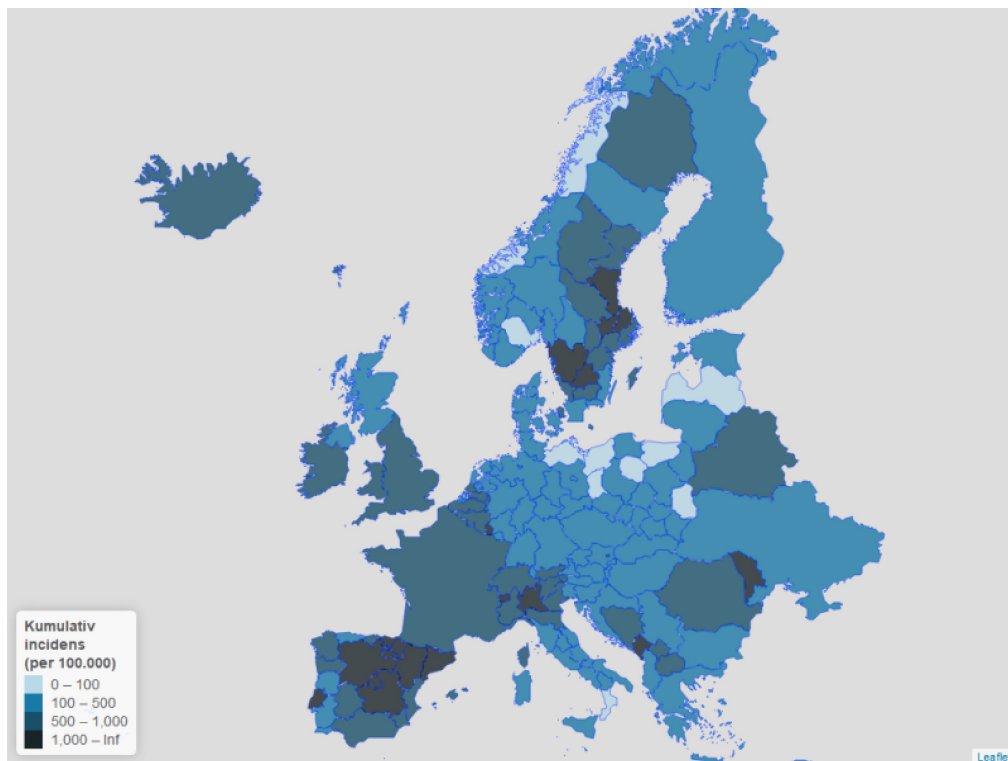 Kumulativ
incidens
(per 100.000)
0 – 100
100 – 500
500 – 1,000
1,000 – Inf
Leafle